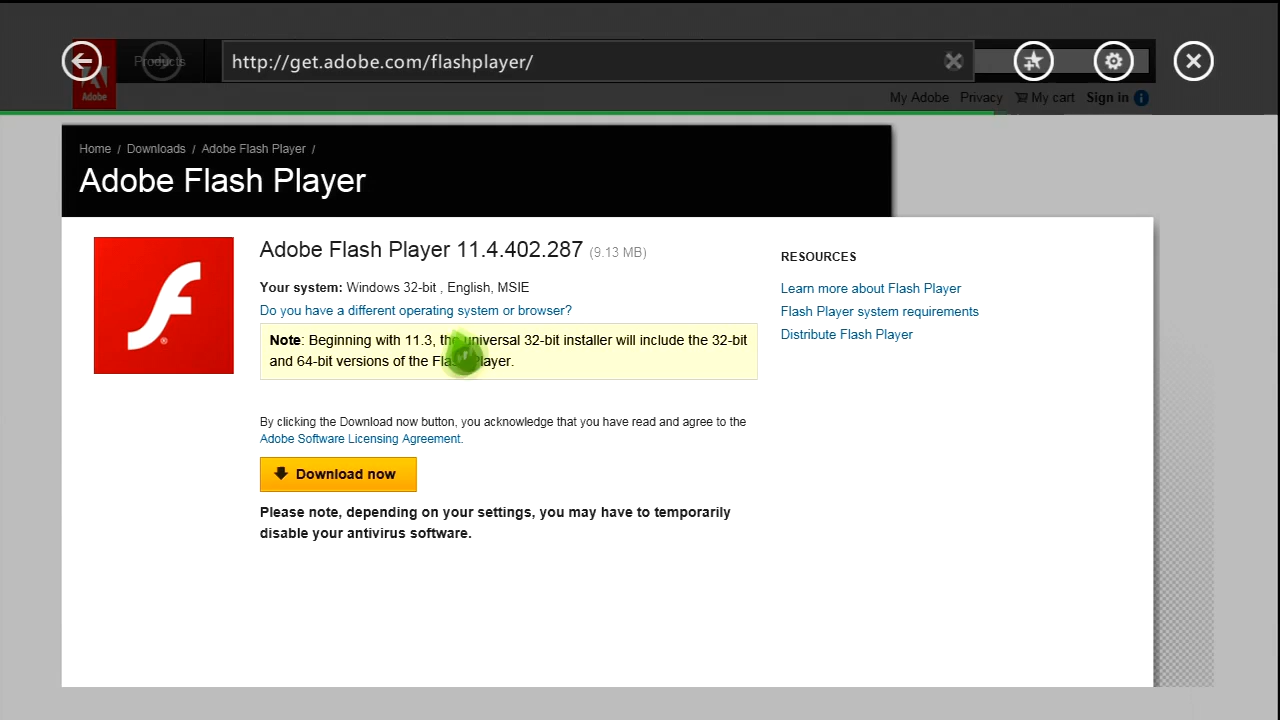 Products
http://get.adobe.com/flashplayer/
Adobe
My Adobe Privacy My cart Sign in i
Home / Downloads / Adobe Flash Player /
Adobe Flash Player
Adobe Flash Player 11.4.402.287 (9.13 MB)
Your system: Windows 32-bit , English, MSIE
Do you have a different operating system or browser?
Note: Beginning with 11.3, the universal 32-bit installer will include the 32-bit
and 64-bit versions of the Flash Player.
By clicking the Download now button, you acknowledge that you have read and agree to the
Adobe Software Licensing Agreement.
Download now
Please note, depending on your settings, you may have to temporarily
disable your antivirus software.
RESOURCES
Learn more about Flash Player
Flash Player system requirements
Distribute Flash Player